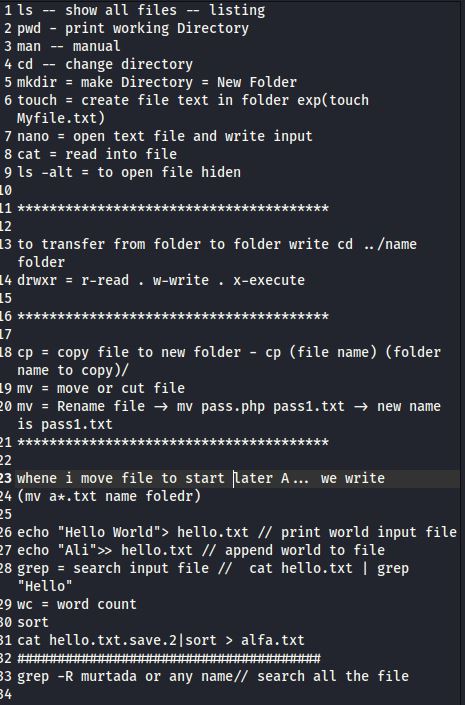 1 ls -- show all files -- listing
2 pwd - print working Directory
3 man -- manual
4 cd -- change directory
5 mkdir = make Directory = New Folder
6 touch = create file text in folder exp(touch
Myfile.txt)
7 nano = open text file and write input
8 cat = read into file
9 ls -alt = to open file hiden
10
11 ***************************************
12
13 to transfer from folder to folder write cd ../name
folder
14 drwxr = r-read . w-write . x-execute
15
16 ***************************************
17
18 cp = copy file to new folder - cp (file name) (folder
name to copy)/
19 mv = move or cut file
20 mv = Rename file -> mv pass.php pass1.txt -> new name
is pass1.txt
21 ***************************************
22
23 whene i move file to start later A... we write
24 (mv a*.txt name foledr)
25
26 echo "Hello World"> hello.txt // print world input file
27 echo "Ali">> hello.txt // append world to file
28 grep = search input file //  cat hello.txt | grep
"Hello"
29 wc = word count
30 sort
31 cat hello.txt.save.2|sort > alfa.txt
32 ######################################
33 grep -R murtada or any name// search all the file
34